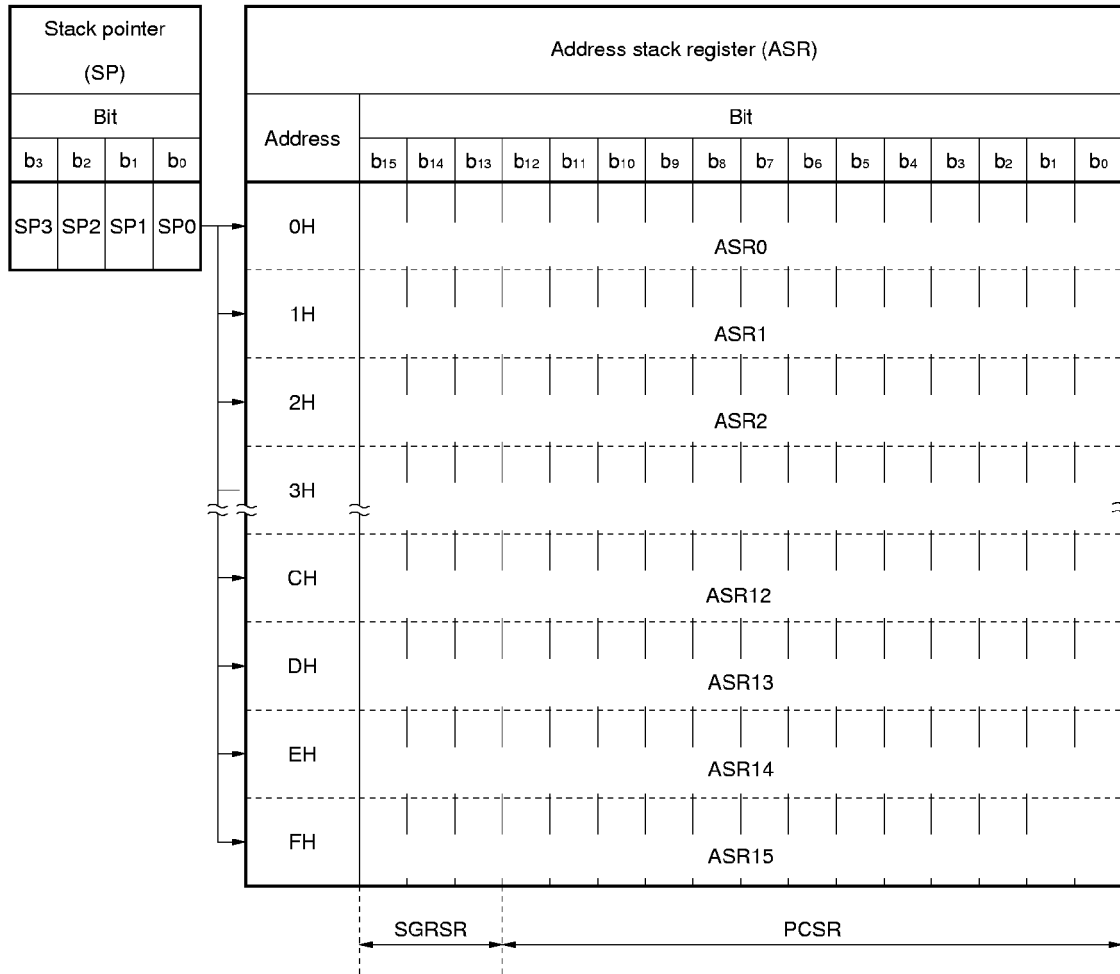 Stack pointer
(SP)
Bit
b3 b2 b1 b0
SP3 SP2 SP1 SP0
Address stack register (ASR)
Address
Bit
b15 b14 b13 b12 b11 b10 b9 b8 b7 b6 b5 b4 b3 b2 b1 b0
0H
ASR0
1H
ASR1
2H
ASR2
3H
CH
ASR12
DH
ASR13
EH
ASR14
FH
ASR15
SGRSR PCSR